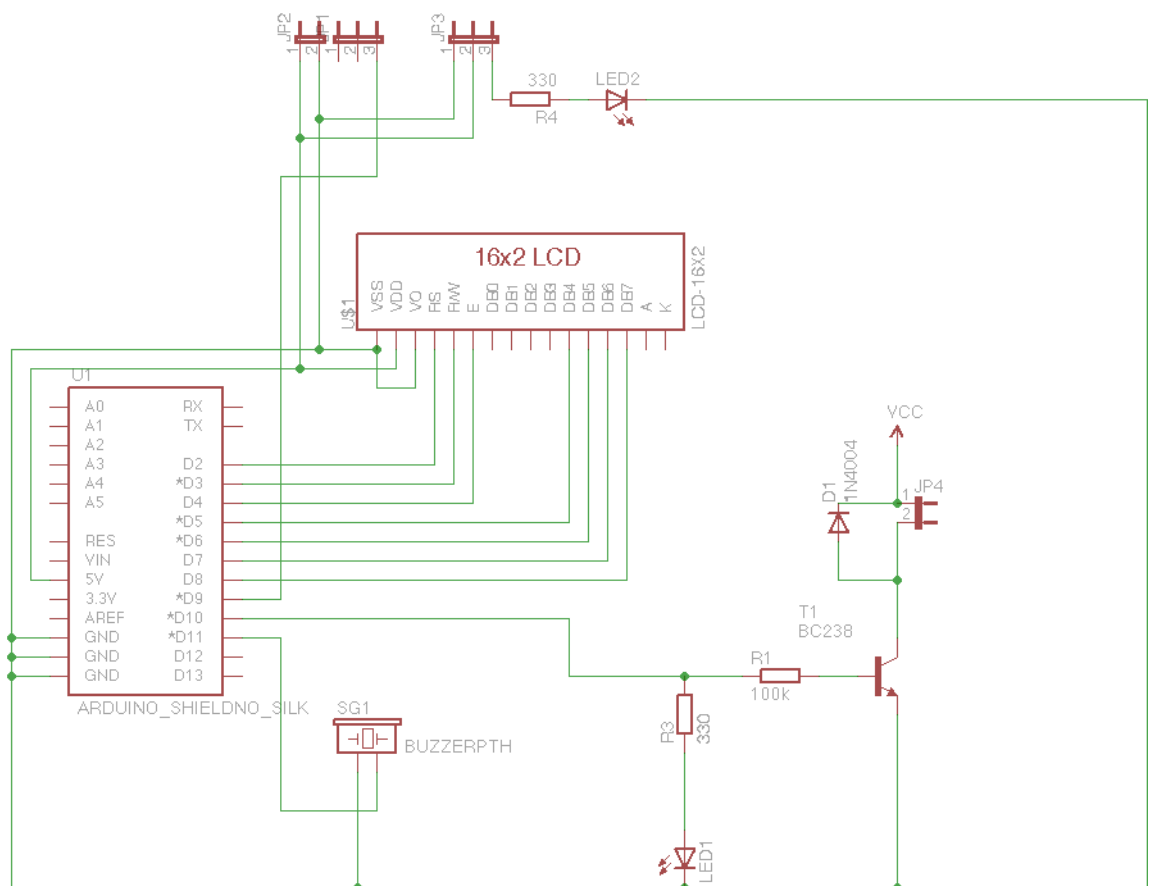 JP2
JP1
JP3
1
2
1
2
3
1
2
3
330
LED2
R4
16x2 LCD
LCD-16X2
U$1
VSS
VDD
VO
RS
R/W
E
DB0
DB1
DB2
DB3
DB4
DB5
DB6
DB7
A
K
U1
A0 RX
A1 TX
A2
A3 D2
A4 *D3
A5 D4
*D5
RES *D6
VIN D7
5V D8
3.3V *D9
AREF *D10
GND *D11
GND D12
GND D13
ARDUINO_SHIELDNO_SILK
SG1
BUZZERPTH
VCC
D1
1N4004
JP4
1
2
T1
BC238
R1
100k
R3
330
LED1